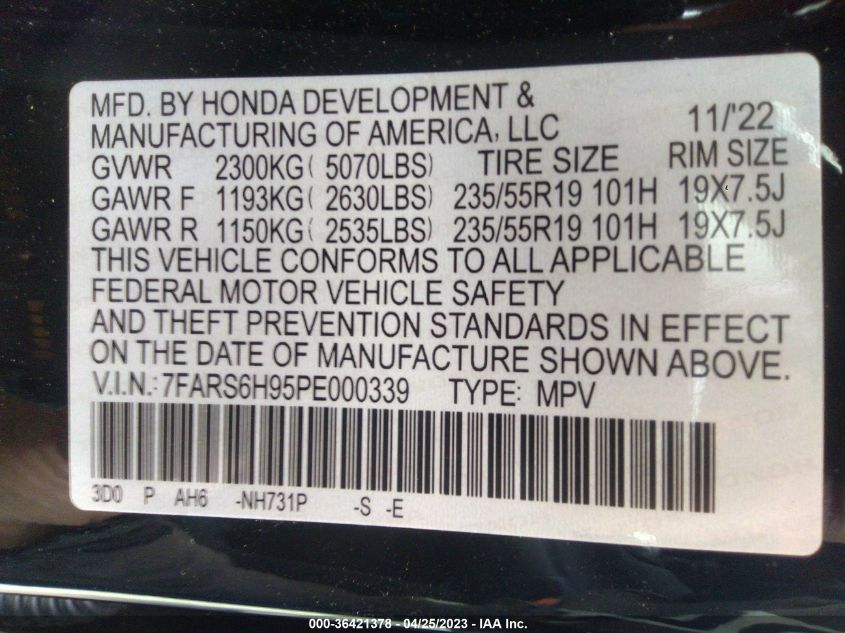 MFD. BY HONDA DEVELOPMENT &
MANUFACTURING OF AMERICA, LLC 11/'22
GVWR 2300KG( 5070LBS) TIRE SIZE RIM SIZE
GAWR F 1193KG( 2630LBS) 235/55R19 101H 19X7.5J
GAWR R 1150KG( 2535LBS) 235/55R19 101H 19X7.5J
THIS VEHICLE CONFORMS TO ALL APPLICABLE
FEDERAL MOTOR VEHICLE SAFETY
AND THEFT PREVENTION STANDARDS IN EFFECT
ON THE DATE OF MANUFACTURE SHOWN ABOVE.
V.I.N.: 7FARS6H95PE000339 TYPE: MPV
3D0 P AH6 -NH731P -S -E
000-36421378 - 04/25/2023 - IAA Inc.